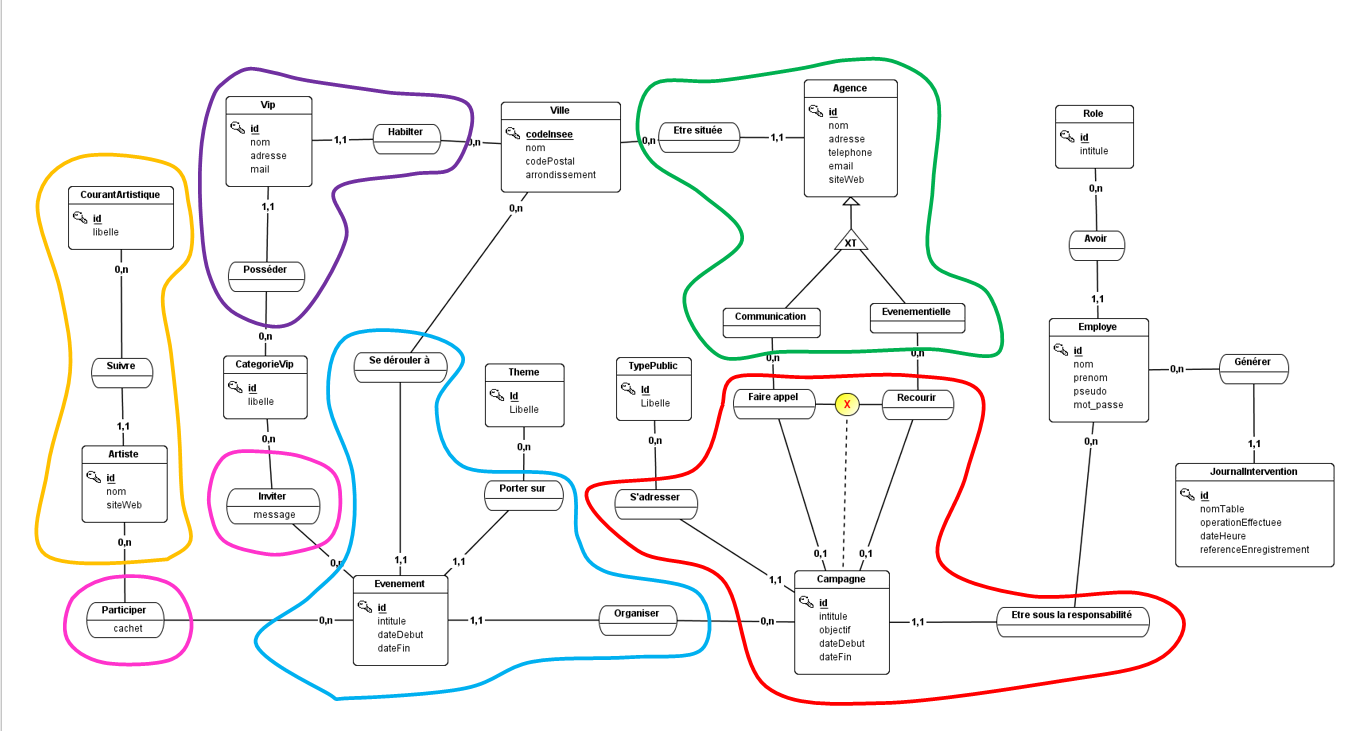 Vip
id
nom
adresse
mail
1,1
Habilter
0,n
Ville
codeInsee
nom
codePostal
arrondissement
0,n
Etre située
1,1
Agence
id
nom
adresse
telephone
email
siteWeb
Role
id
intitule
0,n
Avoir
1,1
CourantArtistique
id
libelle
0,n
Suivre
1,1
Artiste
id
nom
siteWeb
0,n
Participer
cachet
0,n
1,1
Posséder
0,n
CategorieVip
id
libelle
0,n
Inviter
message
0,n
0,n
Se dérouler à
1,1
Theme
Id
Libelle
0,n
Porter sur
1,1
TypePublic
Id
Libelle
0,n
S'adresser
1,1
XT
Communication
Evenementielle
0,n
0,n
Faire appel
X
Recourir
0,1
0,1
Evenement
id
intitule
dateDebut
dateFin
1,1
Organiser
0,n
Campagne
id
intitule
objectif
dateDebut
dateFin
1,1
Etre sous la responsabilité
0,n
Employe
id
nom
prenom
pseudo
mot_passe
0,n
Générer
1,1
JournalIntervention
id
nomTable
operationEffectuee
dateHeure
referenceEnregistrement